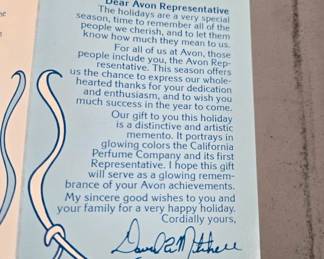 Dear Avon Representative
The holidays are a very special
season, time to remember all of the
people we cherish, and to let them
know how much they mean to us.
For all of us at Avon, those
people include you, the Avon Rep-
resentative. This season offers
us the chance to express our whole-
hearted thanks for your dedication
and enthusiasm, and to wish you
much success in the year to come.
Our gift to you this holiday
is a distinctive and artistic
memento. It portrays in
glowing colors the California
Perfume Company and its first
Representative. I hope this gift
will serve as a glowing remem-
brance of your Avon achievements.
My sincere good wishes to you and
your family for a very happy holiday.
Cordially yours,
David S. Mitchell